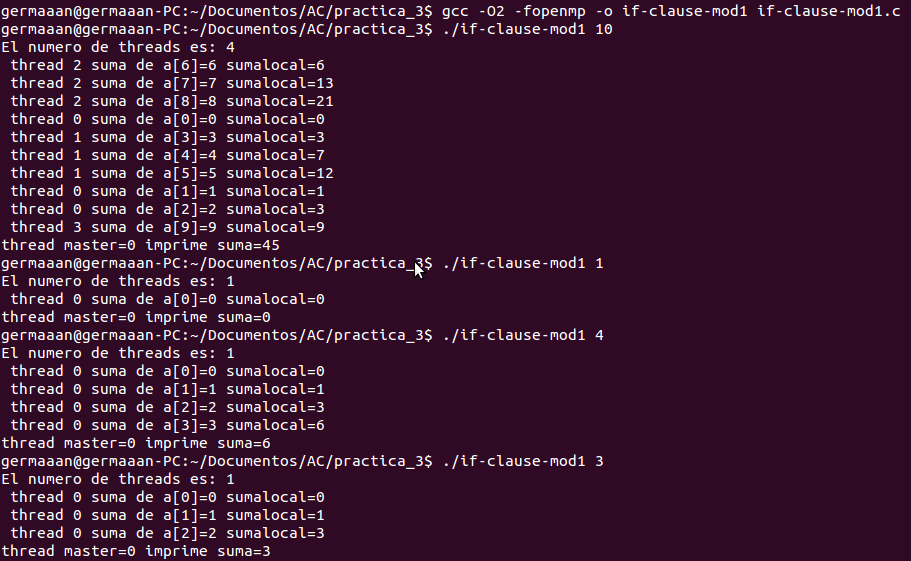 germaaan@germaaan-PC:~/Documentos/AC/practica_3$ gcc -O2 -fopenmp -o if-clause-mod1 if-clause-mod1.c
germaaan@germaaan-PC:~/Documentos/AC/practica_3$ ./if-clause-mod1 10
El numero de threads es: 4
 thread 2 suma de a[6]=6 sumalocal=6
 thread 2 suma de a[7]=7 sumalocal=13
 thread 2 suma de a[8]=8 sumalocal=21
 thread 0 suma de a[0]=0 sumalocal=0
 thread 1 suma de a[3]=3 sumalocal=3
 thread 1 suma de a[4]=4 sumalocal=7
 thread 1 suma de a[5]=5 sumalocal=12
 thread 0 suma de a[1]=1 sumalocal=1
 thread 0 suma de a[2]=2 sumalocal=3
 thread 3 suma de a[9]=9 sumalocal=9
thread master=0 imprime suma=45
germaaan@germaaan-PC:~/Documentos/AC/practica_3$ ./if-clause-mod1 1
El numero de threads es: 1
 thread 0 suma de a[0]=0 sumalocal=0
thread master=0 imprime suma=0
germaaan@germaaan-PC:~/Documentos/AC/practica_3$ ./if-clause-mod1 4
El numero de threads es: 1
 thread 0 suma de a[0]=0 sumalocal=0
 thread 0 suma de a[1]=1 sumalocal=1
 thread 0 suma de a[2]=2 sumalocal=3
 thread 0 suma de a[3]=3 sumalocal=6
thread master=0 imprime suma=6
germaaan@germaaan-PC:~/Documentos/AC/practica_3$ ./if-clause-mod1 3
El numero de threads es: 1
 thread 0 suma de a[0]=0 sumalocal=0
 thread 0 suma de a[1]=1 sumalocal=1
 thread 0 suma de a[2]=2 sumalocal=3
thread master=0 imprime suma=3